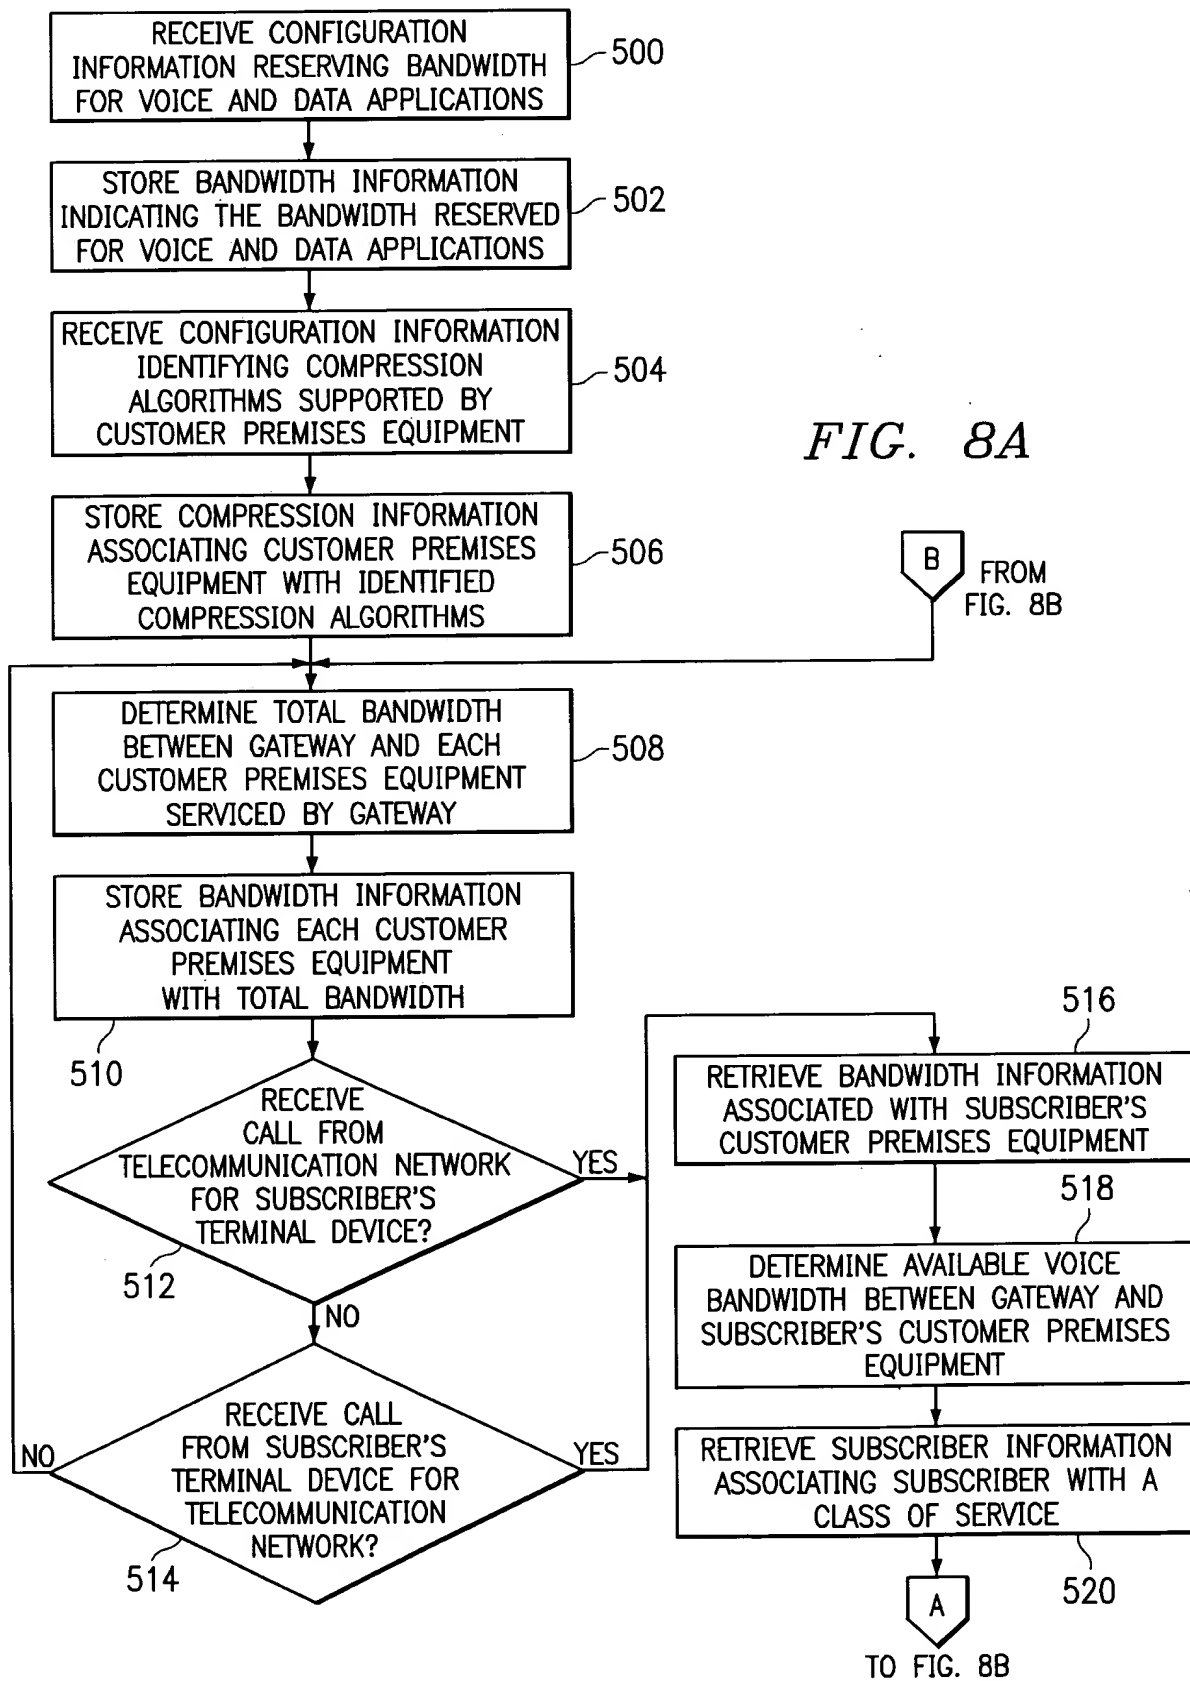 RECEIVE CONFIGURATION
INFORMATION RESERVING BANDWIDTH
FOR VOICE AND DATA APPLICATIONS
500
STORE BANDWIDTH INFORMATION
INDICATING THE BANDWIDTH RESERVED
FOR VOICE AND DATA APPLICATIONS
502
RECEIVE CONFIGURATION INFORMATION
IDENTIFYING COMPRESSION
ALGORITHMS SUPPORTED BY
CUSTOMER PREMISES EQUIPMENT
504
FIG. 8A
STORE COMPRESSION INFORMATION
ASSOCIATING CUSTOMER PREMISES
EQUIPMENT WITH IDENTIFIED
COMPRESSION ALGORITHMS
506
B
FROM
FIG. 8B
DETERMINE TOTAL BANDWIDTH
BETWEEN GATEWAY AND EACH
CUSTOMER PREMISES EQUIPMENT
SERVICED BY GATEWAY
508
STORE BANDWIDTH INFORMATION
ASSOCIATING EACH CUSTOMER
PREMISES EQUIPMENT
WITH TOTAL BANDWIDTH
510
RECEIVE
CALL FROM
TELECOMMUNICATION NETWORK
FOR SUBSCRIBER'S
TERMINAL DEVICE?
YES
512
NO
RECEIVE CALL
FROM SUBSCRIBER'S
TERMINAL DEVICE FOR
TELECOMMUNICATION
NETWORK?
NO
YES
514
516
RETRIEVE BANDWIDTH INFORMATION
ASSOCIATED WITH SUBSCRIBER'S
CUSTOMER PREMISES EQUIPMENT
518
DETERMINE AVAILABLE VOICE
BANDWIDTH BETWEEN GATEWAY AND
SUBSCRIBER'S CUSTOMER PREMISES
EQUIPMENT
RETRIEVE SUBSCRIBER INFORMATION
ASSOCIATING SUBSCRIBER WITH A
CLASS OF SERVICE
520
A
TO FIG. 8B